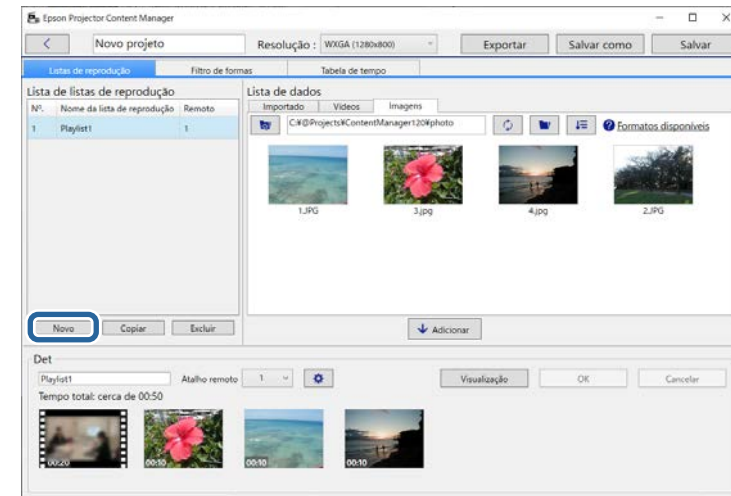 Epson Projector Content Manager
Novo projeto Resolução : WXGA (1280x800) Exportar Salvar como Salvar
Listas de reprodução Filtro de formas Tabela de tempo
Lista de listas de reprodução Lista de dados
Nº. Nome da lista de reprodução Remoto Importado Vídeos Imagens
1 Playlist1 1 C:¥@Projects¥ContentManager120¥photo Formatos disponíveis
1.JPG 3.jpg 4.jpg 2.JPG
Novo Copiar Excluir Adicionar
Det
Playlist1 Atalho remoto 1 Visualização OK Cancelar
Tempo total: cerca de 00:50
00:20 00:10 00:10 00:10